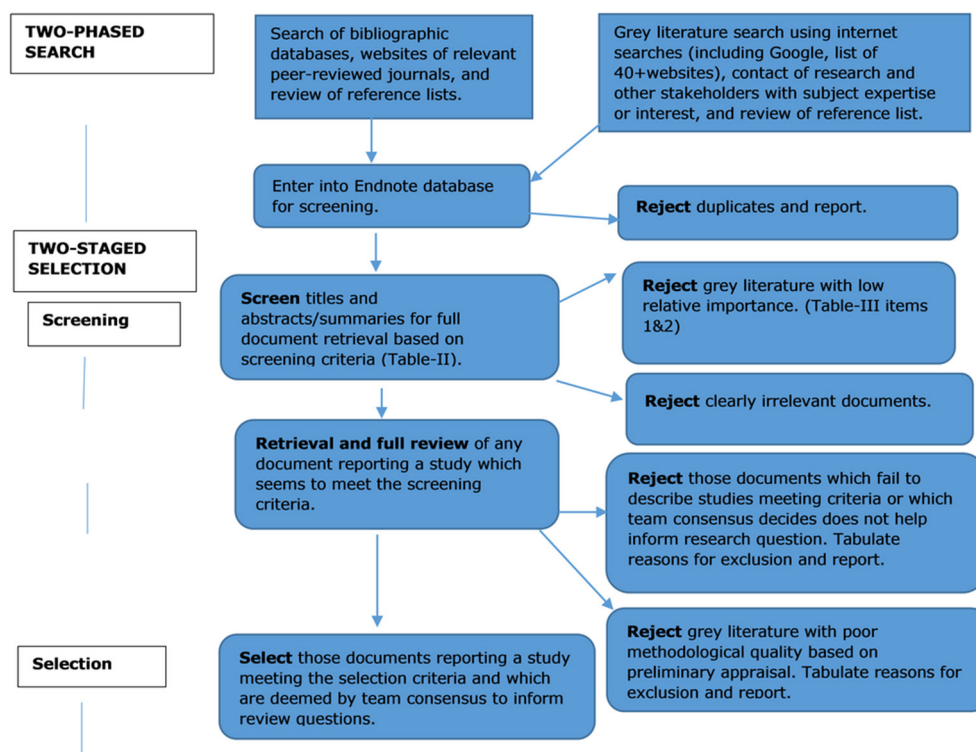 TWO-PHASED
SEARCH
Search of bibliographic
databases, websites of relevant
peer-reviewed journals, and
review of reference lists.
Grey literature search using internet
searches (including Google, list of
40+websites), contact of research and
other stakeholders with subject expertise
or interest, and review of reference list.
Enter into Endnote database
for screening.
Reject duplicates and report.
TWO-STAGED
SELECTION
Screening
Screen titles and
abstracts/summaries for full
document retrieval based on
screening criteria (Table-II).
Reject grey literature with low
relative importance. (Table-III items
1&2)
Reject clearly irrelevant documents.
Retrieval and full review of any
document reporting a study which
seems to meet the screening
criteria.
Reject those documents which fail to
describe studies meeting criteria or which
team consensus decides does not help
inform research question. Tabulate
reasons for exclusion and report.
Selection
Select those documents reporting a study
meeting the selection criteria and which
are deemed by team consensus to inform
review questions.
Reject grey literature with poor
methodological quality based on
preliminary appraisal. Tabulate reasons for
exclusion and report.